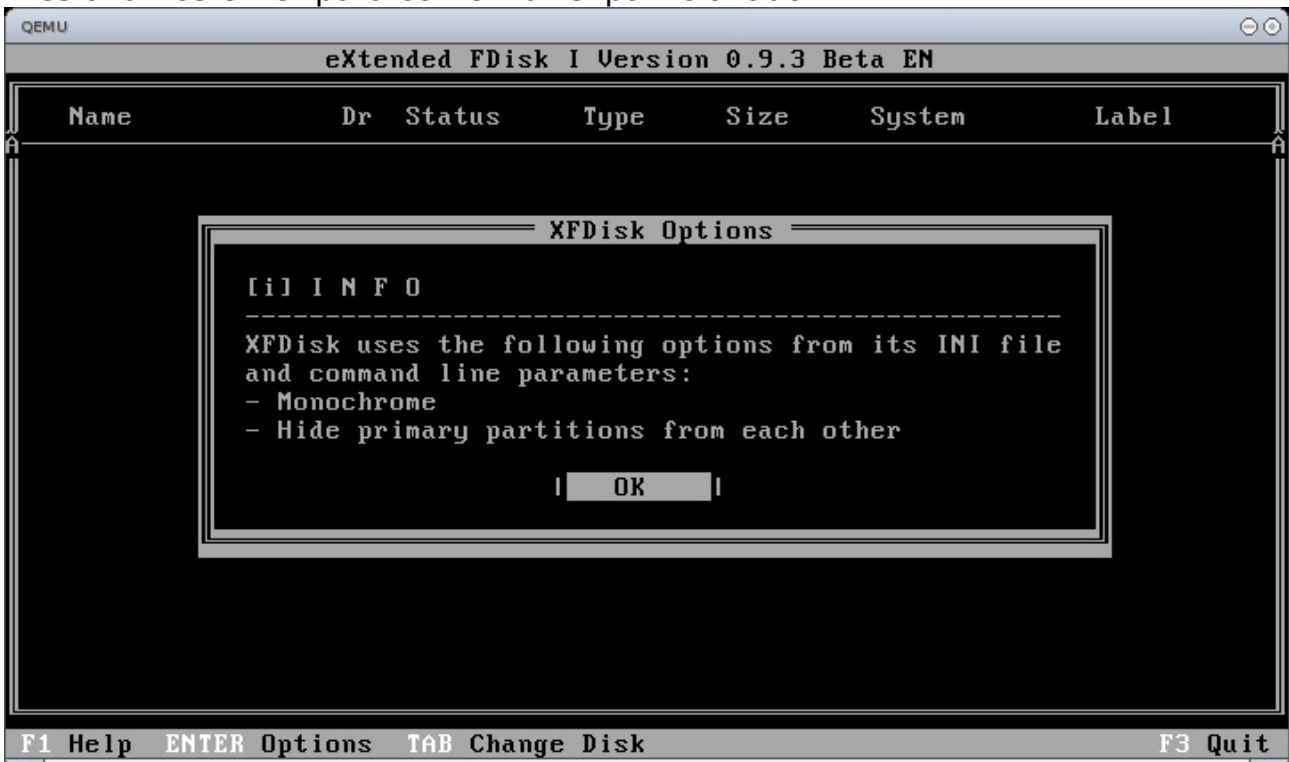 QEMU
eXtended FDisk I Version 0.9.3 Beta EN
Name Dr Status Type Size System Label
XFDisk Options
[i] I N F O
---------------------------------------------------
XFDisk uses the following options from its INI file
and command line parameters:
- Monochrome
- Hide primary partitions from each other
OK
F1 Help ENTER Options TAB Change Disk F3 Quit